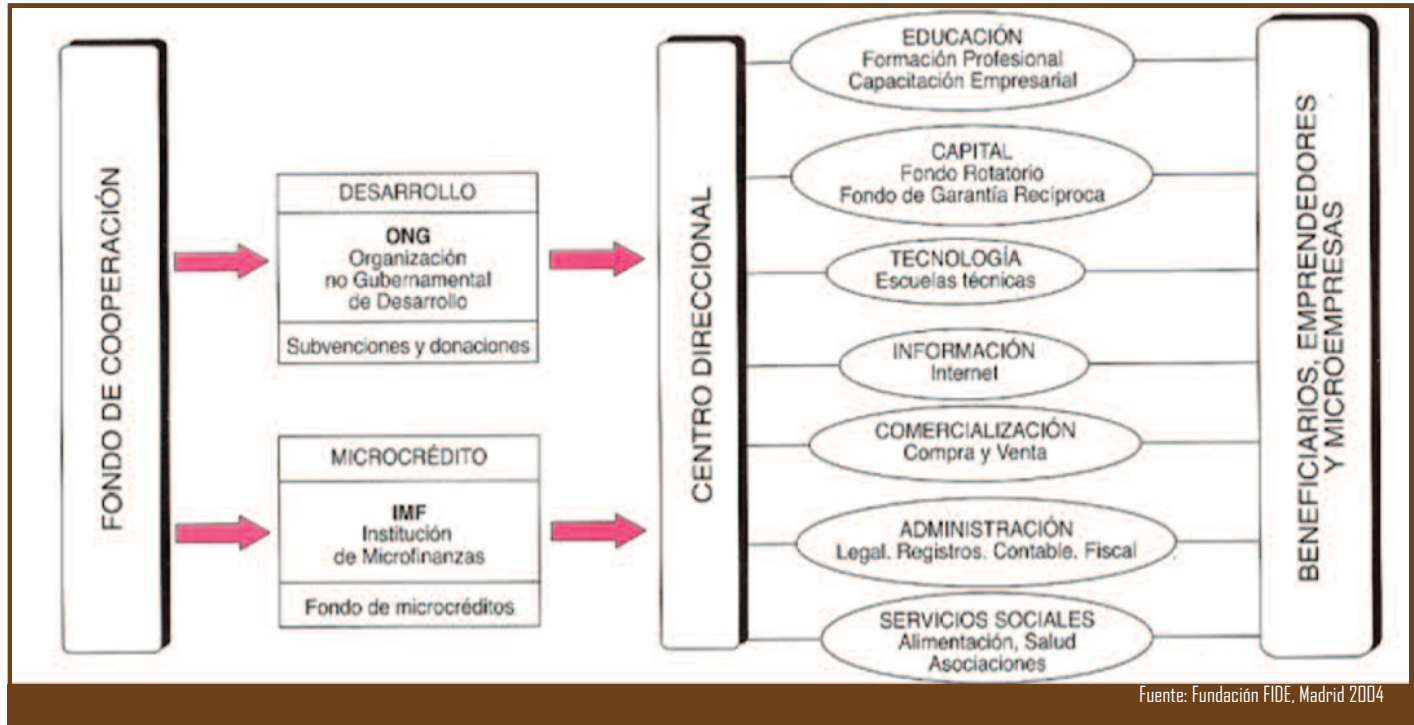 FONDO DE COOPERACIÓN
DESARROLLO
ONG
Organización
no Gubernamental
de Desarrollo
Subvenciones y donaciones
MICROCRÉDITO
IMF
Institución
de Microfinanzas
Fondo de microcréditos
CENTRO DIRECCIONAL
EDUCACIÓN
Formación Profesional
Capacitación Empresarial
CAPITAL
Fondo Rotatorio
Fondo de Garantía Recíproca
TECNOLOGÍA
Escuelas técnicas
INFORMACIÓN
Internet
COMERCIALIZACIÓN
Compra y Venta
ADMINISTRACIÓN
Legal. Registros. Contable. Fiscal
SERVICIOS SOCIALES
Alimentación, Salud
Asociaciones
BENEFICIARIOS, EMPRENDEDORES
Y MICROEMPRESAS
Fuente: Fundación FIDE, Madrid 2004